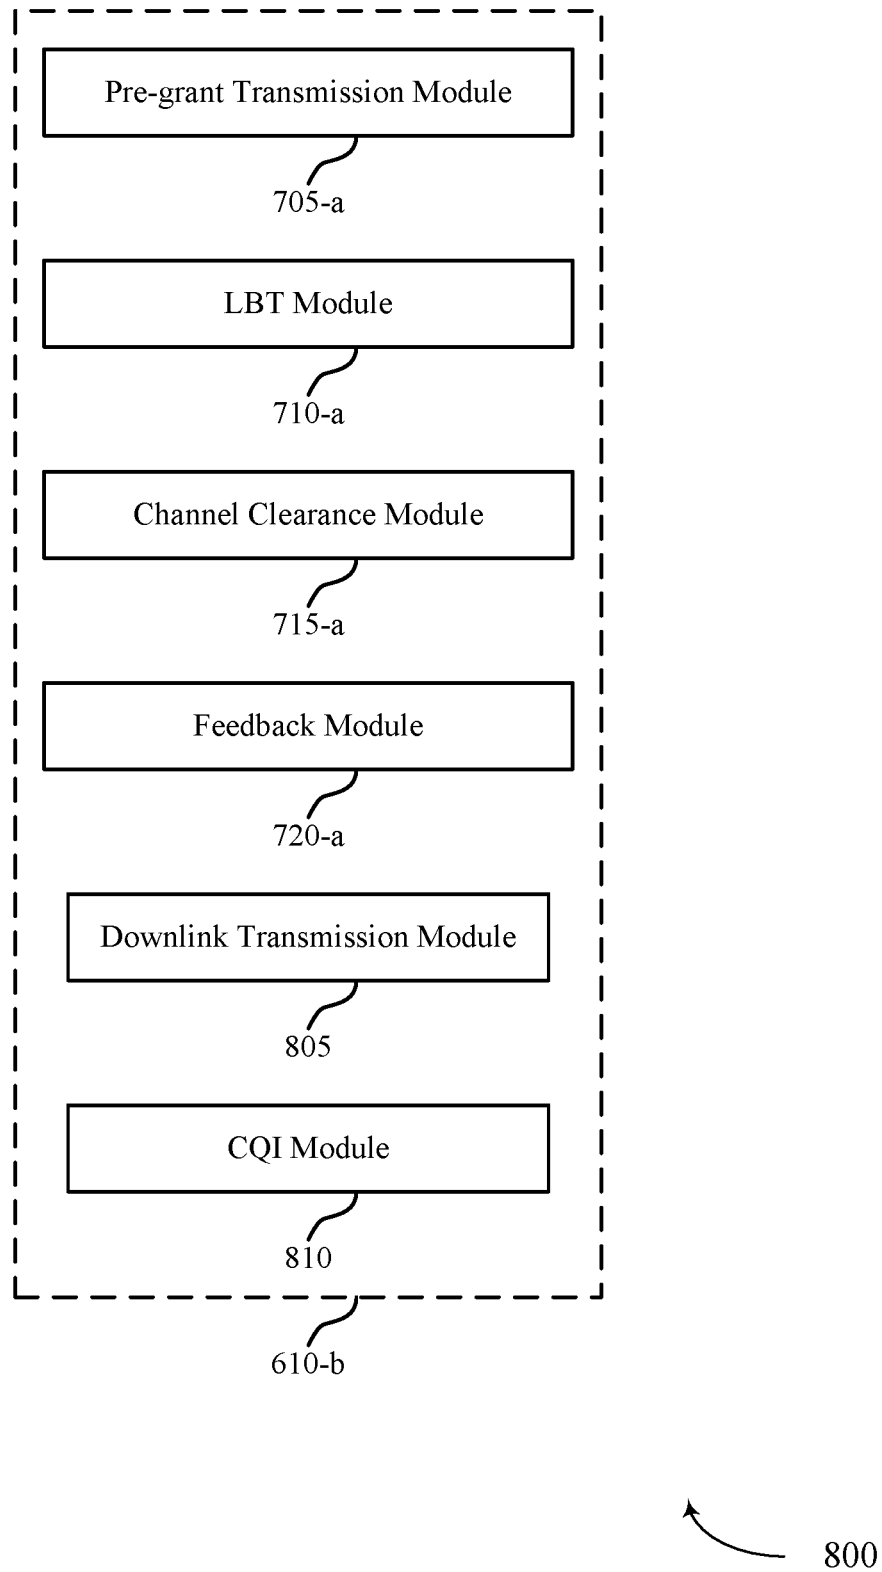 Pre-grant Transmission Module
705-a
LBT Module
710-a
Channel Clearance Module
715-a
Feedback Module
720-a
Downlink Transmission Module
805
CQI Module
810
610-b
800